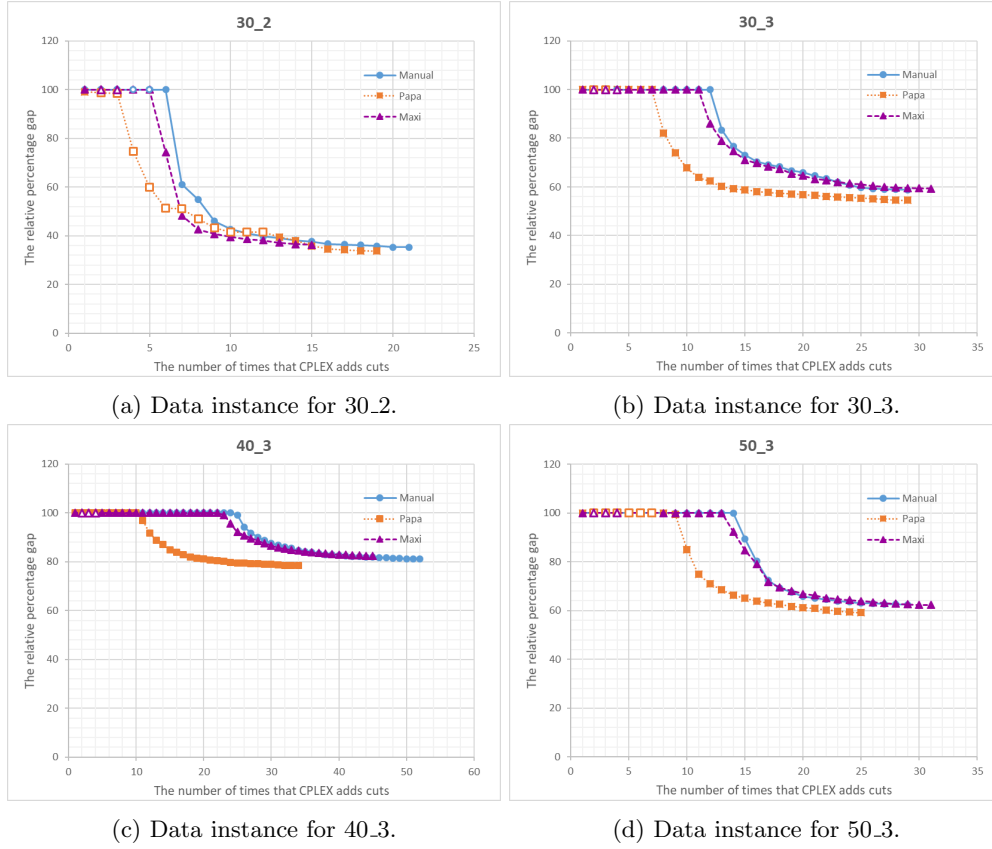 30_2
120
100
80
60
40
20
0
The relative percentage gap
Manual
Papa
Maxi
0 5 10 15 20 25
The number of times that CPLEX adds cuts
(a) Data instance for 30_2.
30_3
120
100
80
60
40
20
0
The relative percentage gap
Manual
Papa
Maxi
0 5 10 15 20 25 30 35
The number of times that CPLEX adds cuts
(b) Data instance for 30_3.
40_3
120
100
80
60
40
20
0
The relative percentage gap
Manual
Papa
Maxi
0 10 20 30 40 50 60
The number of times that CPLEX adds cuts
(c) Data instance for 40_3.
50_3
120
100
80
60
40
20
0
The relative percentage gap
Manual
Papa
Maxi
0 5 10 15 20 25 30 35
The number of times that CPLEX adds cuts
(d) Data instance for 50_3.